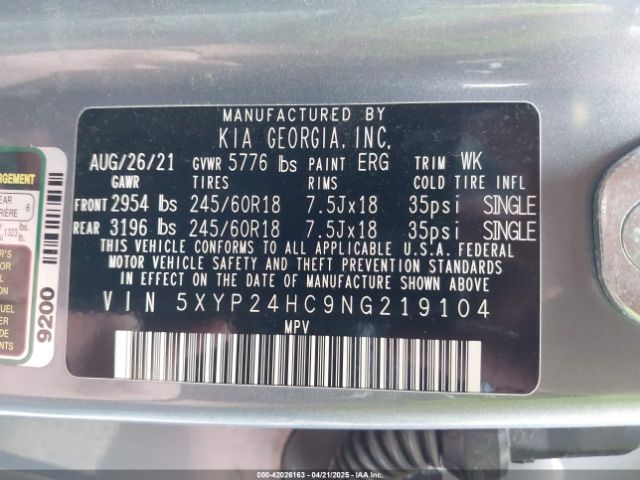 MANUFACTURED BY
KIA GEORGIA, INC.
AUG/26/21 GVWR 5776 lbs PAINT ERG TRIM WK
GAWR TIRES RIMS COLD TIRE INFL
FRONT 2954 lbs 245/60R18 7.5Jx18 35psi SINGLE
REAR 3196 lbs 245/60R18 7.5Jx18 35psi SINGLE
THIS VEHICLE CONFORMS TO ALL APPLICABLE U.S.A. FEDERAL
MOTOR VEHICLE SAFETY AND THEFT PREVENTION STANDARDS
IN EFFECT ON THE DATE OF MANUFACTURE SHOWN ABOVE
VIN 5XYP24HC9NG219104
MPV
6
1323
9200
000-42026163 - 04/21/2025 - IAA Inc.